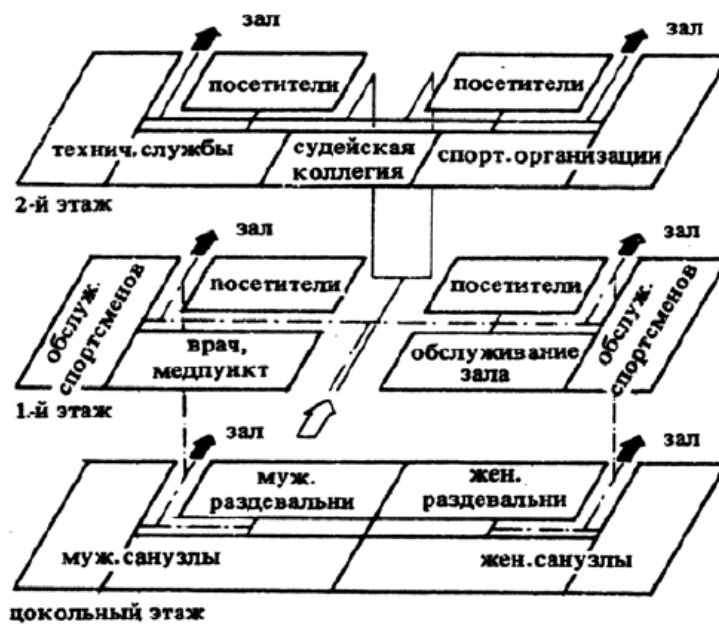 зал
зал
посетители
посетители
технич. службы
судейская
коллегия
спорт. организации
2-й этаж
зал
зал
обслуж.
спортсменов
посетители
посетители
обслуж.
спортсменов
врач,
медпункт
обслуживание
зала
1-й этаж
зал
зал
муж.
раздевальни
жен.
раздевальни
муж. санузлы
жен. санузлы
цокольный этаж